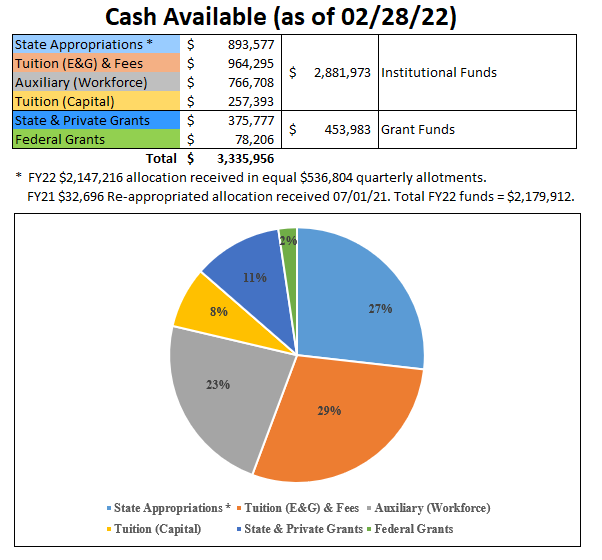 Cash Available (as of 02/28/22)
State Appropriations * $ 893,577
Tuition (E&G) & Fees $ 964,295
Auxiliary (Workforce) $ 766,708
Tuition (Capital) $ 257,393
$ 2,881,973 Institutional Funds
State & Private Grants $ 375,777
Federal Grants $ 78,206
$ 453,983 Grant Funds
Total $ 3,335,956
* FY22 $2,147,216 allocation received in equal $536,804 quarterly allotments.
FY21 $32,696 Re-appropriated allocation received 07/01/21. Total FY22 funds = $2,179,912.
2%
11%
27%
8%
23%
29%
State Appropriations * Tuition (E&G) & Fees Auxiliary (Workforce)
Tuition (Capital) State & Private Grants Federal Grants